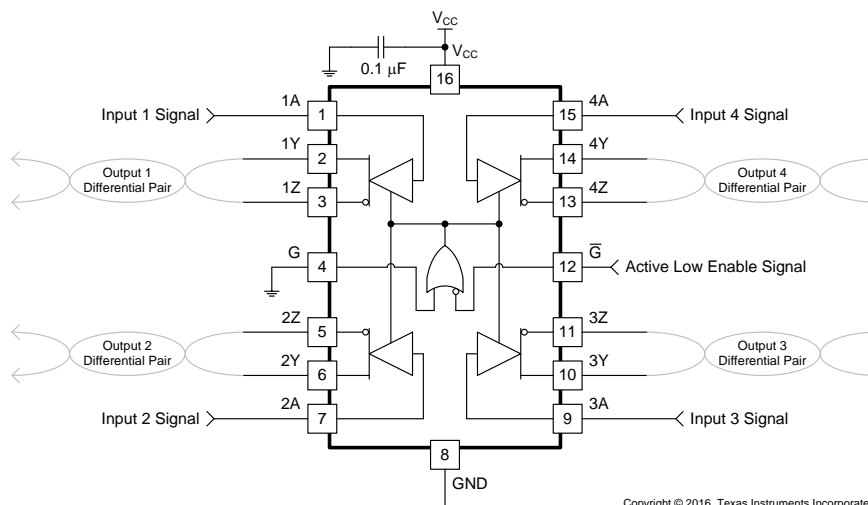 VCC
VCC
0.1 μF
16
Input 1 Signal
1A
1
15
4A
Input 4 Signal
Output 1
Differential Pair
1Y
2
14
4Y
Output 4
Differential Pair
1Z
3
13
4Z
G
4
12
G̅
Active Low Enable Signal
Output 2
Differential Pair
2Z
5
11
3Z
Output 3
Differential Pair
2Y
6
10
3Y
Input 2 Signal
2A
7
9
3A
Input 3 Signal
8
GND
Copyright © 2016, Texas Instruments Incorporate